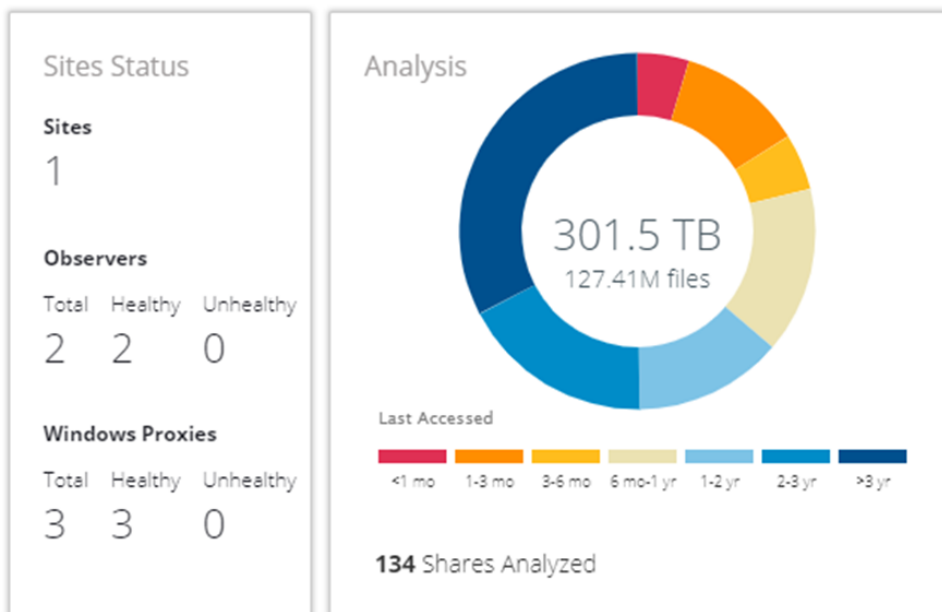 Sites Status
Sites
1
Observers
Total Healthy Unhealthy
2 2 0
Windows Proxies
Total Healthy Unhealthy
3 3 0
Analysis
301.5 TB
127.41M files
Last Accessed
<1 mo 1-3 mo 3-6 mo 6 mo-1 yr 1-2 yr 2-3 yr >3 yr
134 Shares Analyzed